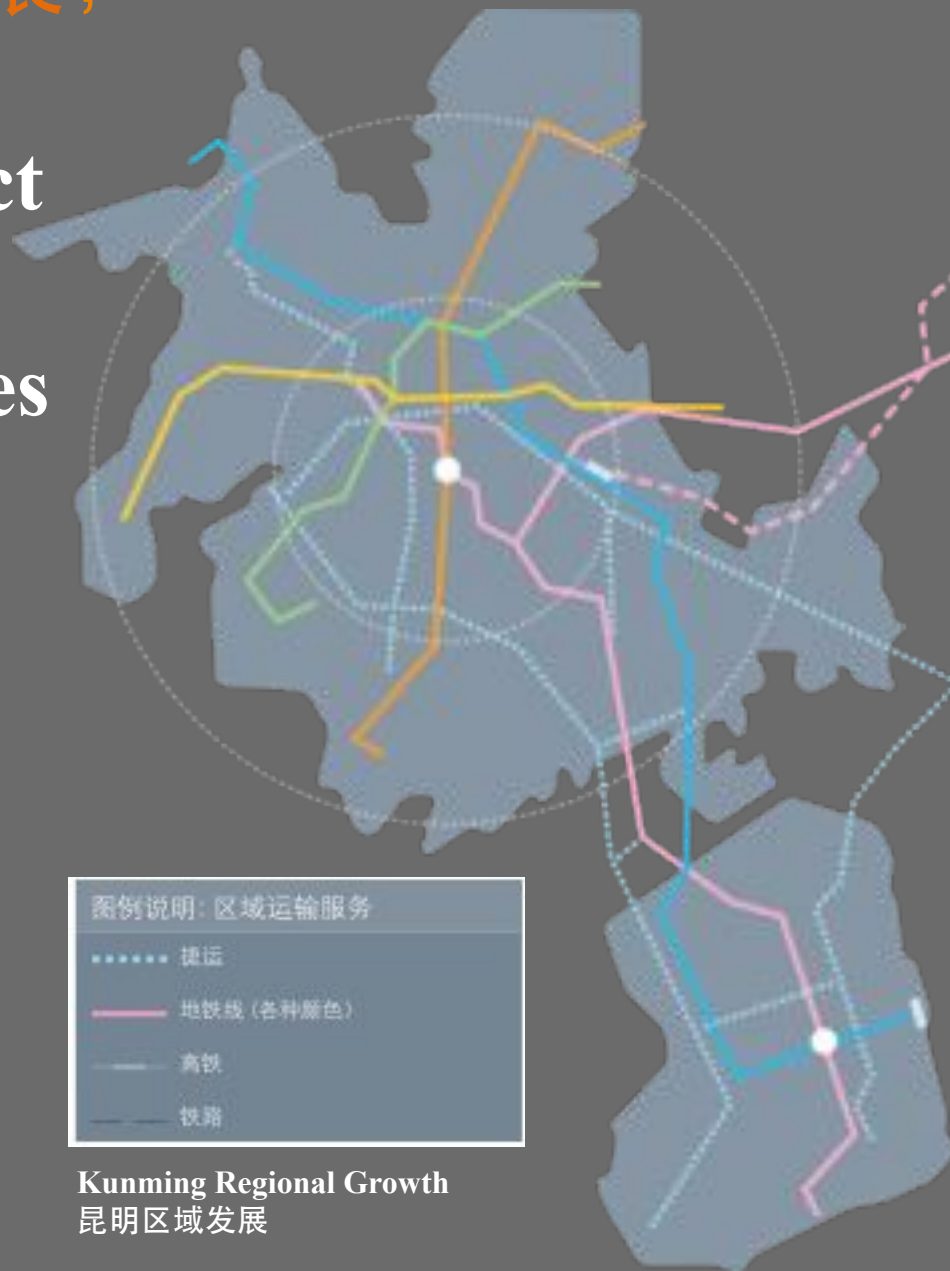 长，
ct
es
图例说明: 区域运输服务
捷运
地铁线 (各种颜色)
高铁
铁路
Kunming Regional Growth
昆明区域发展